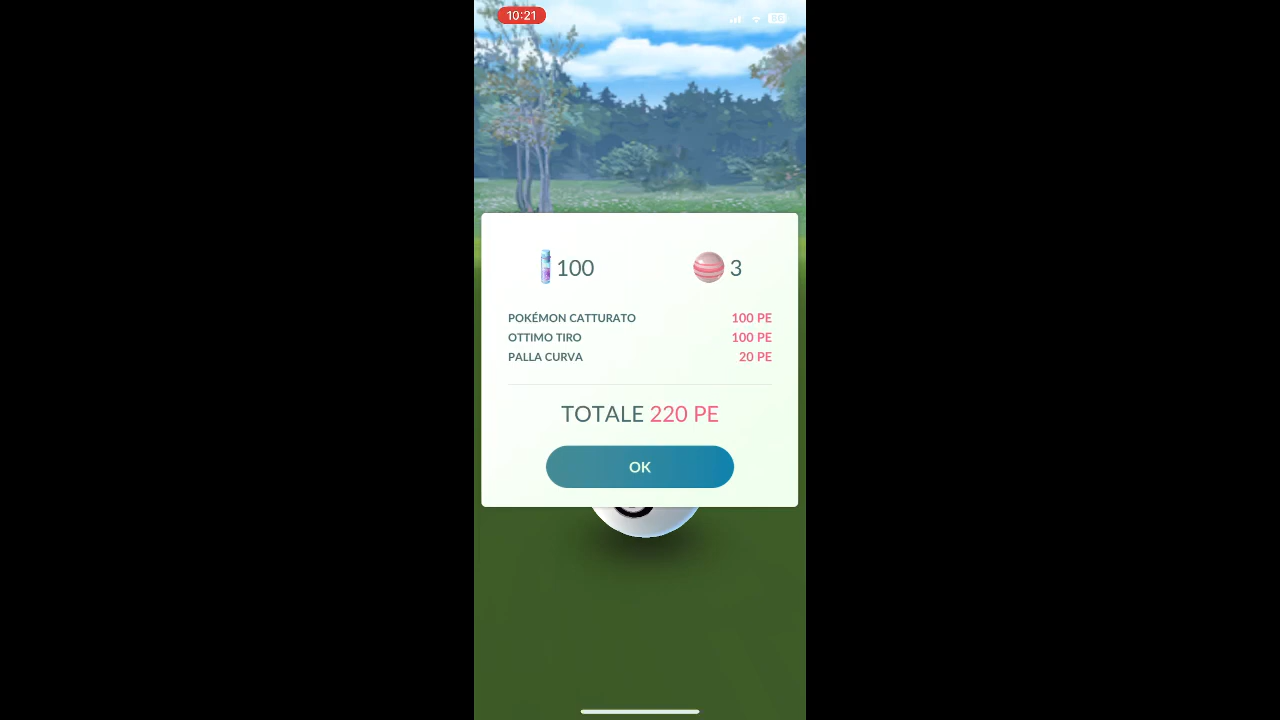 10:21
100 3
POKÉMON CATTURATO 100 PE
OTTIMO TIRO 100 PE
PALLA CURVA 20 PE
TOTALE 220 PE
OK